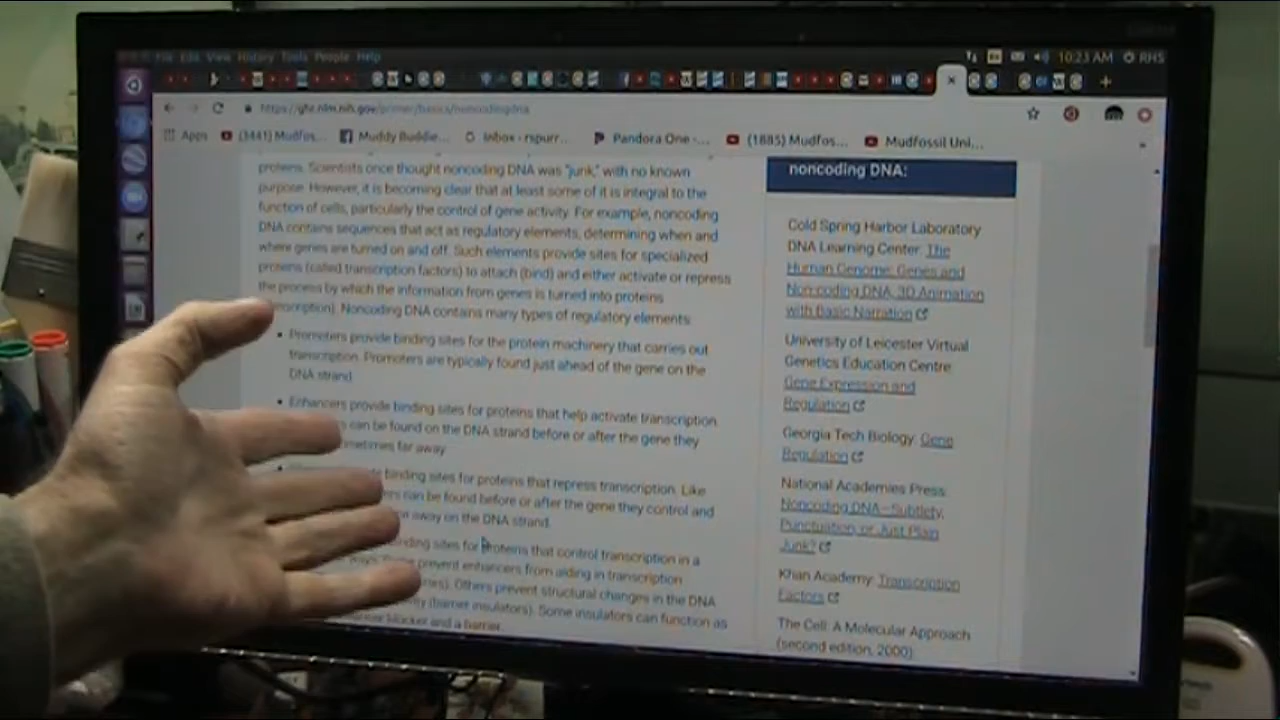 File Edit View History Tools People Help
10:23 AM RHS
https://ghr.nlm.nih.gov/primer/basics/noncodingdna
Apps
(3441) Mudfos...
Muddy Buddie...
Inbox - rspurr...
Pandora One -...
(1885) Mudfos...
Mudfossil Uni...
proteins. Scientists once thought noncoding DNA was "junk," with no known
purpose. However, it is becoming clear that at least some of it is integral to the
function of cells, particularly the control of gene activity. For example, noncoding
DNA contains sequences that act as regulatory elements, determining when and
where genes are turned on and off. Such elements provide sites for specialized
proteins (called transcription factors) to attach (bind) and either activate or repress
the process by which the information from genes is turned into proteins
nscription). Noncoding DNA contains many types of regulatory elements:
• Promoters provide binding sites for the protein machinery that carries out
transcription. Promoters are typically found just ahead of the gene on the
DNA strand.
• Enhancers provide binding sites for proteins that help activate transcription.
can be found on the DNA strand before or after the gene they
ometimes far away.
binding sites for proteins that repress transcription. Like
can be found before or after the gene they control and
away on the DNA strand.
nding sites for proteins that control transcription in a
prevent enhancers from aiding in transcription
Others prevent structural changes in the DNA
(barrier insulators). Some insulators can function as
blocker and a barrier.
noncoding DNA:
Cold Spring Harbor Laboratory
DNA Learning Center: The
Human Genome: Genes and
Non-coding DNA, 3D Animation
with Basic Narration
University of Leicester Virtual
Genetics Education Centre:
Gene Expression and
Regulation
Georgia Tech Biology: Gene
Regulation
National Academies Press:
Noncoding DNA—Subtlety,
Punctuation, or Just Plain
Junk?
Khan Academy: Transcription
Factors
The Cell: A Molecular Approach
(second edition, 2000):